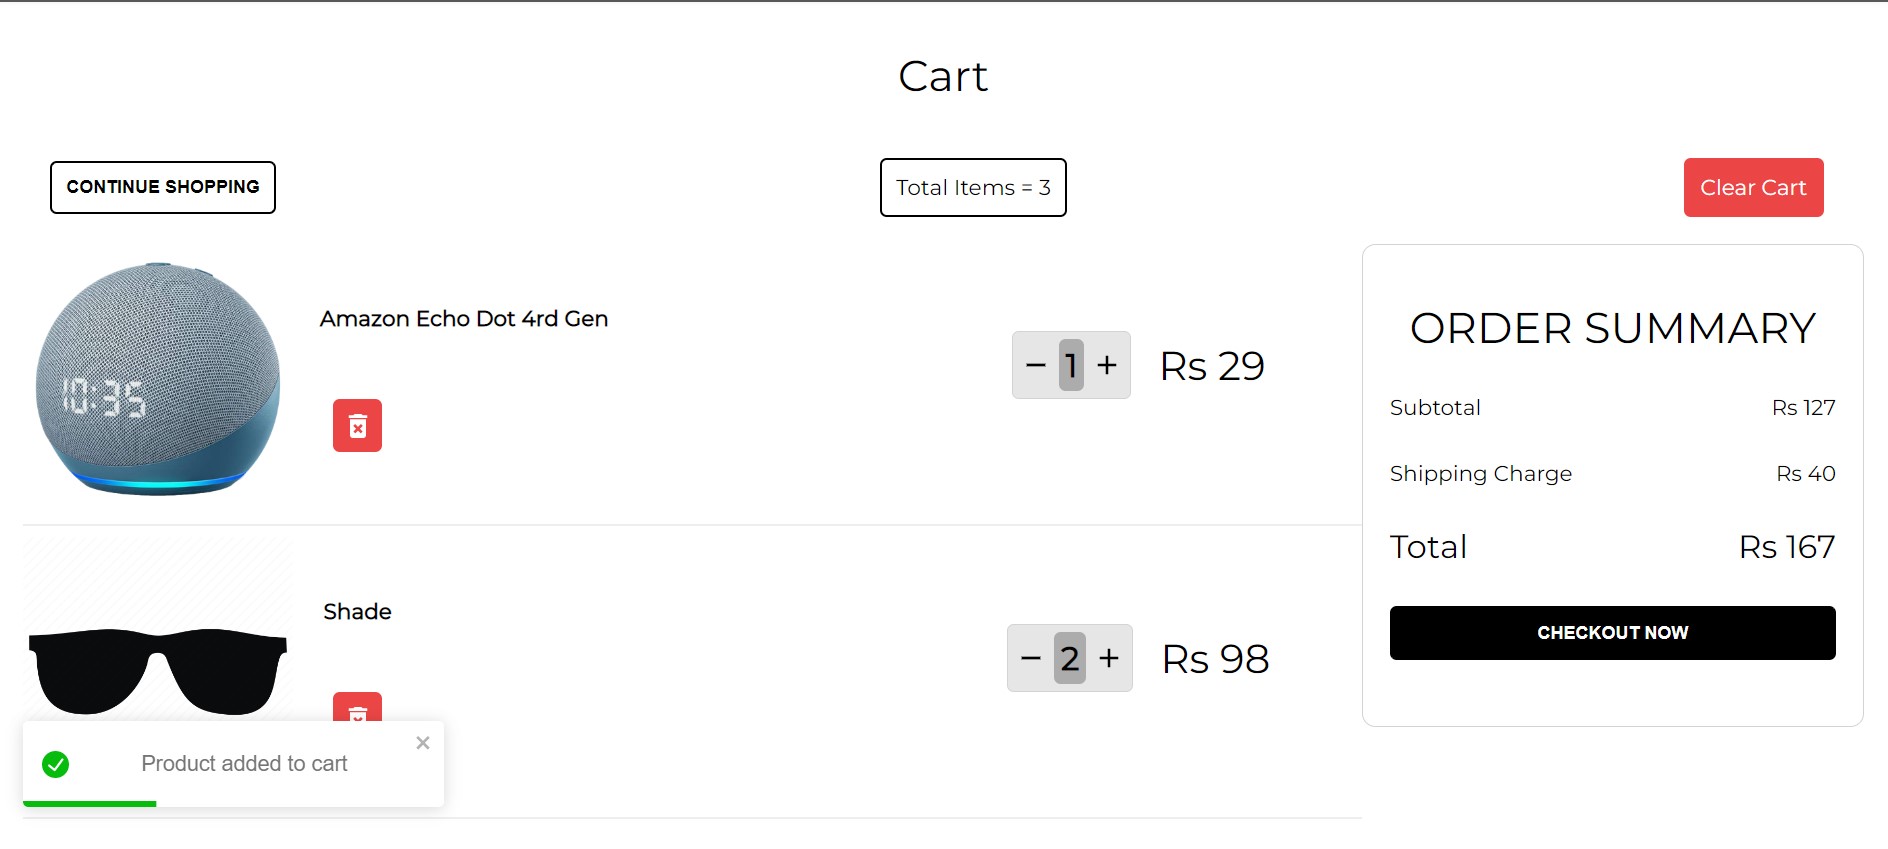 Cart
CONTINUE SHOPPING
Total Items = 3
Clear Cart
10:35
Amazon Echo Dot 4rd Gen
− 1 + Rs 29
Shade
− 2 + Rs 98
ORDER SUMMARY
Subtotal Rs 127
Shipping Charge Rs 40
Total Rs 167
CHECKOUT NOW
Product added to cart